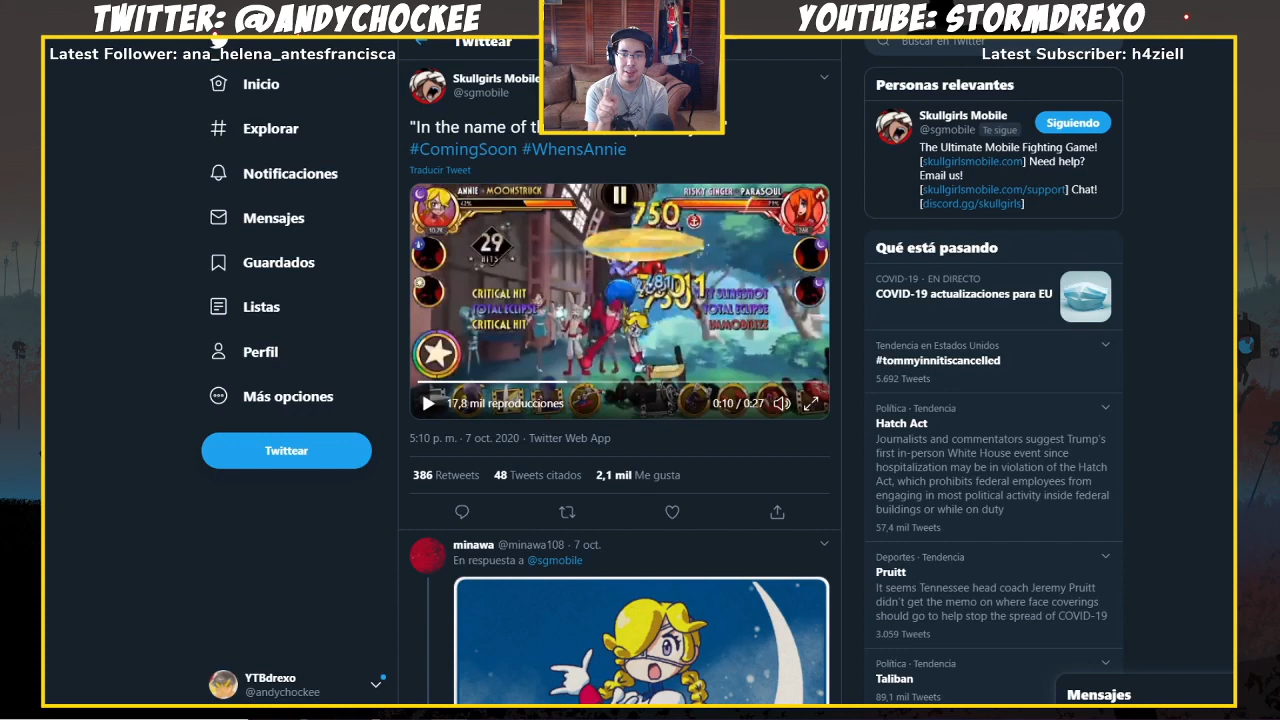 TWITTER: @ANDYCHOCKEE
YOUTUBE: STORMDREXO
Latest Follower: ana_helena_antesfrancisca
Latest Subscriber: h4ziell
Inicio
Explorar
Notificaciones
Mensajes
Guardados
Listas
Perfil
Más opciones
Twittear
YTBdrexo
@andychockee
Twittear
Skullgirls Mobile
@sgmobile
"In the name of
#ComingSoon #WhensAnnie
Traducir Tweet
ANNIE MOONSTRUCK
RISKY GINGER PARASOUL
750
29
HITS
CRITICAL HIT
TOTAL ECLIPSE
CRITICAL HIT
SLINGSHOT
TOTAL ECLIPSE
IMMOBILIZE
17,8 mil reproducciones
0:10 / 0:27
5:10 p. m. · 7 oct. 2020 · Twitter Web App
386 Retweets 48 Tweets citados 2,1 mil Me gusta
minawa @minawa108 · 7 oct.
En respuesta a @sgmobile
Buscar en Twitter
Personas relevantes
Skullgirls Mobile
@sgmobile Te sigue
Siguiendo
The Ultimate Mobile Fighting Game!
[skullgirlsmobile.com] Need help?
Email us!
[skullgirlsmobile.com/support] Chat!
[discord.gg/skullgirls]
Qué está pasando
COVID-19 · EN DIRECTO
COVID-19 actualizaciones para EU
Tendencia en Estados Unidos
#tommyinnitiscancelled
5.692 Tweets
Política · Tendencia
Hatch Act
Journalists and commentators suggest Trump's
first in-person White House event since
hospitalization may be in violation of the Hatch
Act, which prohibits federal employees from
engaging in most political activity inside federal
buildings or while on duty
57,4 mil Tweets
Deportes · Tendencia
Pruitt
It seems Tennessee head coach Jeremy Pruitt
didn't get the memo on where face coverings
should go to help stop the spread of COVID-19
3.059 Tweets
Política · Tendencia
Taliban
89,1 mil Tweets
Mensajes